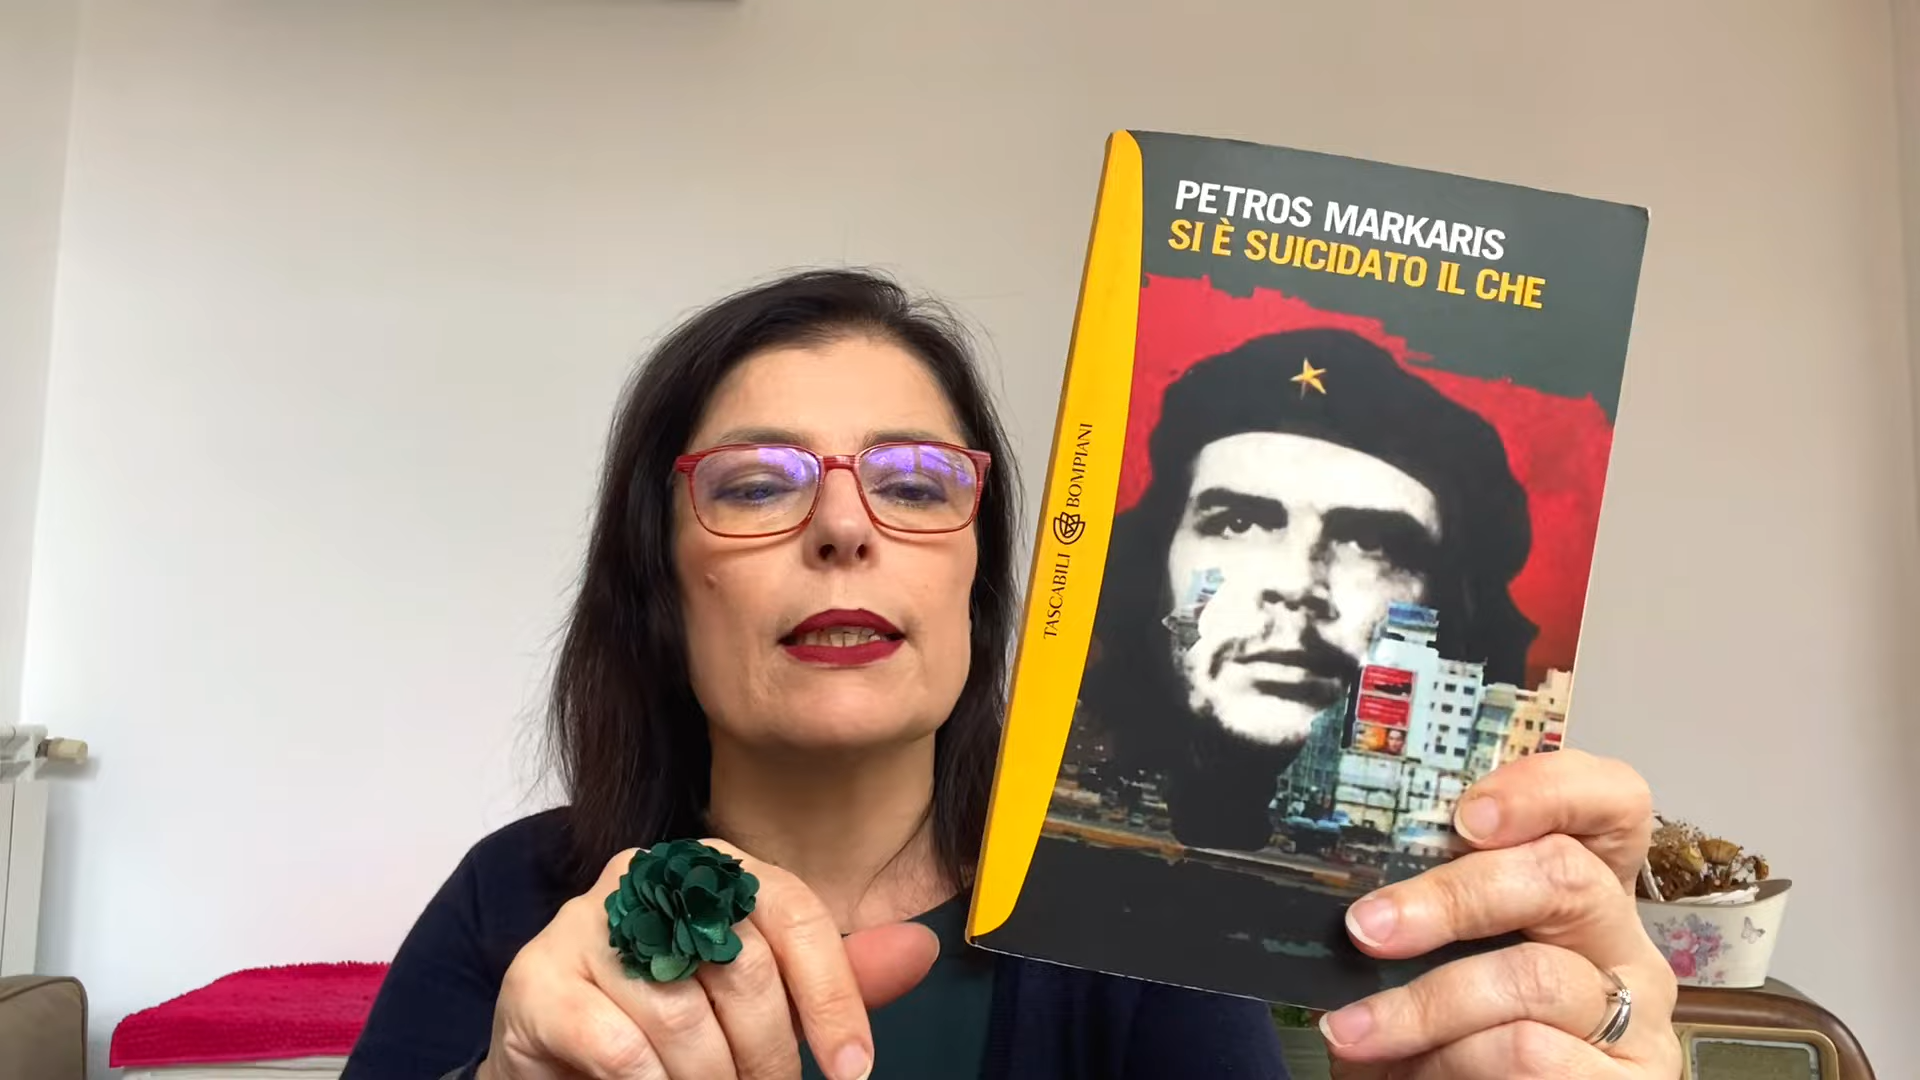 PETROS MARKARIS
SI È SUICIDATO IL CHE
TASCABILI BOMPIANI